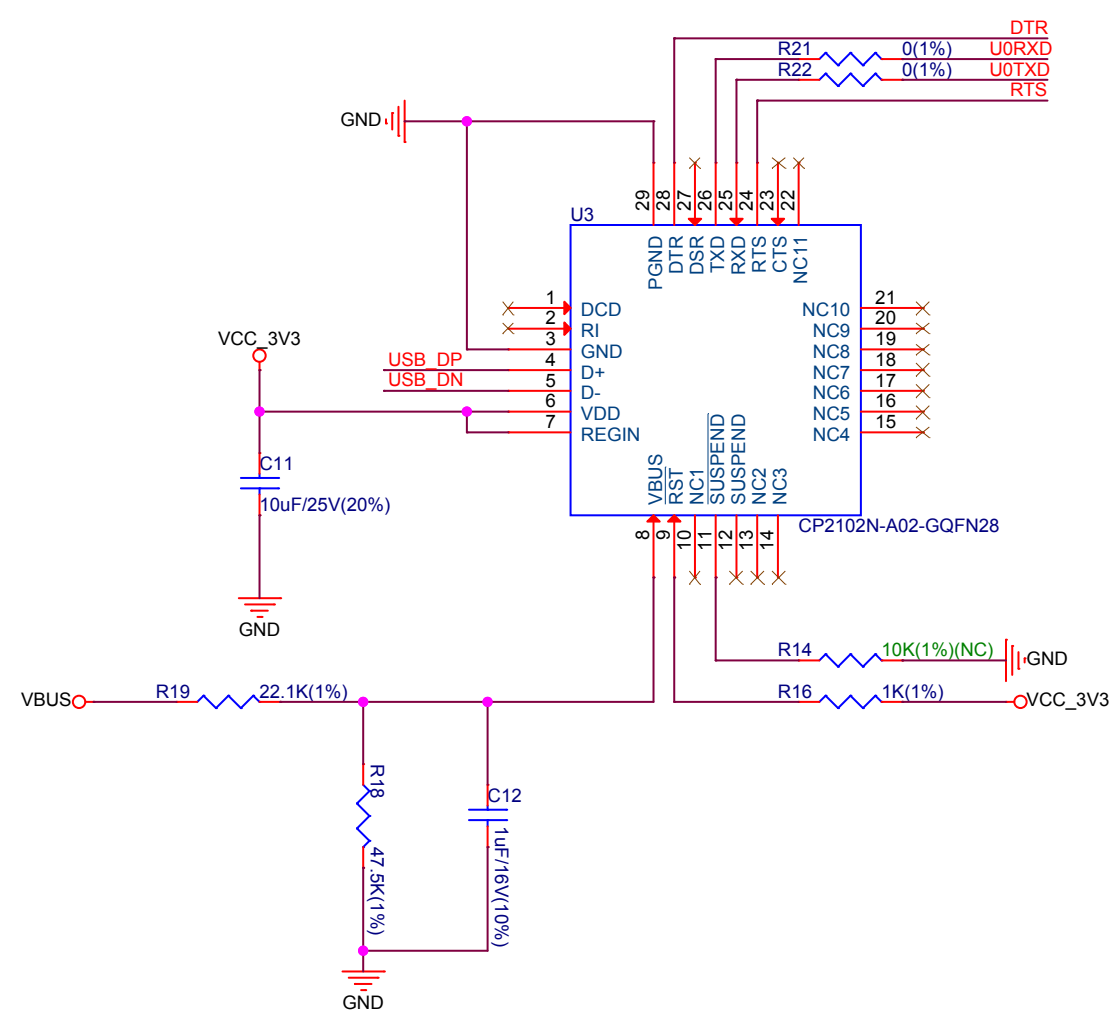 DTR
R21 0(1%) U0RXD
R22 0(1%) U0TXD
RTS
GND
29 28 27 26 25 24 23 22
U3
PGND DTR DSR TXD RXD RTS CTS NC11
1 DCD
2 RI
3 GND
VCC_3V3
USB_DP 4 D+
USB_DN 5 D-
6 VDD
7 REGIN
NC10 21
NC9 20
NC8 19
NC7 18
NC6 17
NC5 16
NC4 15
VBUS RST NC1 SUSPEND SUSPEND NC2 NC3
8 9 10 11 12 13 14
CP2102N-A02-GQFN28
C11
10uF/25V(20%)
GND
R14 10K(1%)(NC) GND
VBUS R19 22.1K(1%)
R16 1K(1%) VCC_3V3
R18
47.5K(1%)
C12
1uF/16V(10%)
GND